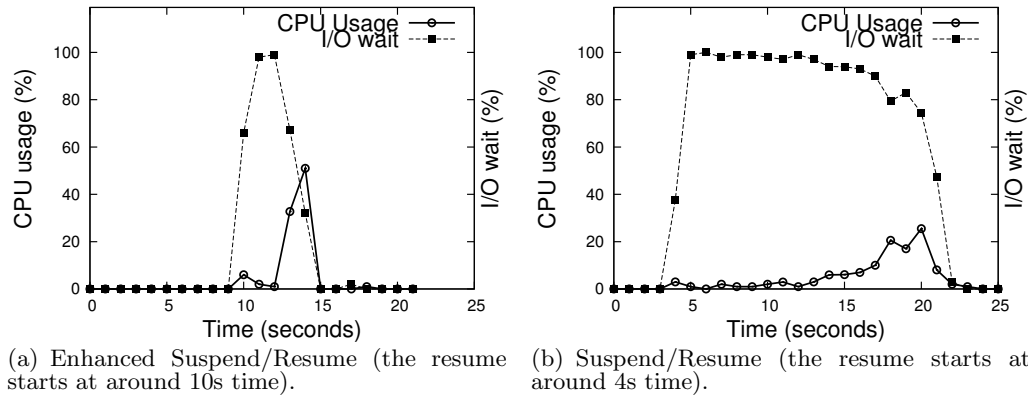 CPU Usage
I/O wait
100
80
60
40
20
0
0 5 10 15 20 25
CPU usage (%)
I/O wait (%)
Time (seconds)
(a) Enhanced Suspend/Resume (the resume
starts at around 10s time).
CPU Usage
I/O wait
100
80
60
40
20
0
0 5 10 15 20 25
CPU usage (%)
I/O wait (%)
Time (seconds)
(b) Suspend/Resume (the resume starts at
around 4s time).